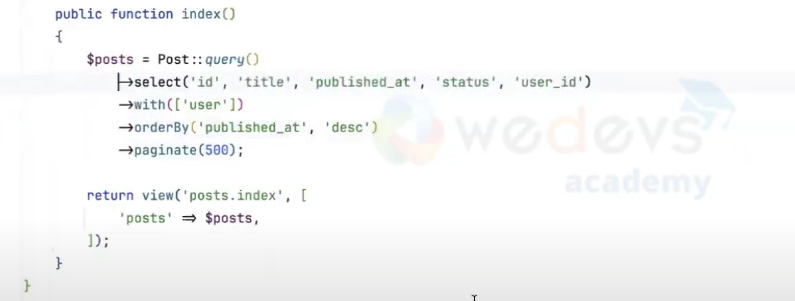 public function index()
{
$posts = Post::query()
->select('id', 'title', 'published_at', 'status', 'user_id')
->with(['user'])
->orderBy('published_at', 'desc')
->paginate(500);
return view('posts.index', [
'posts' => $posts,
]);
}
}
wedevs
academy